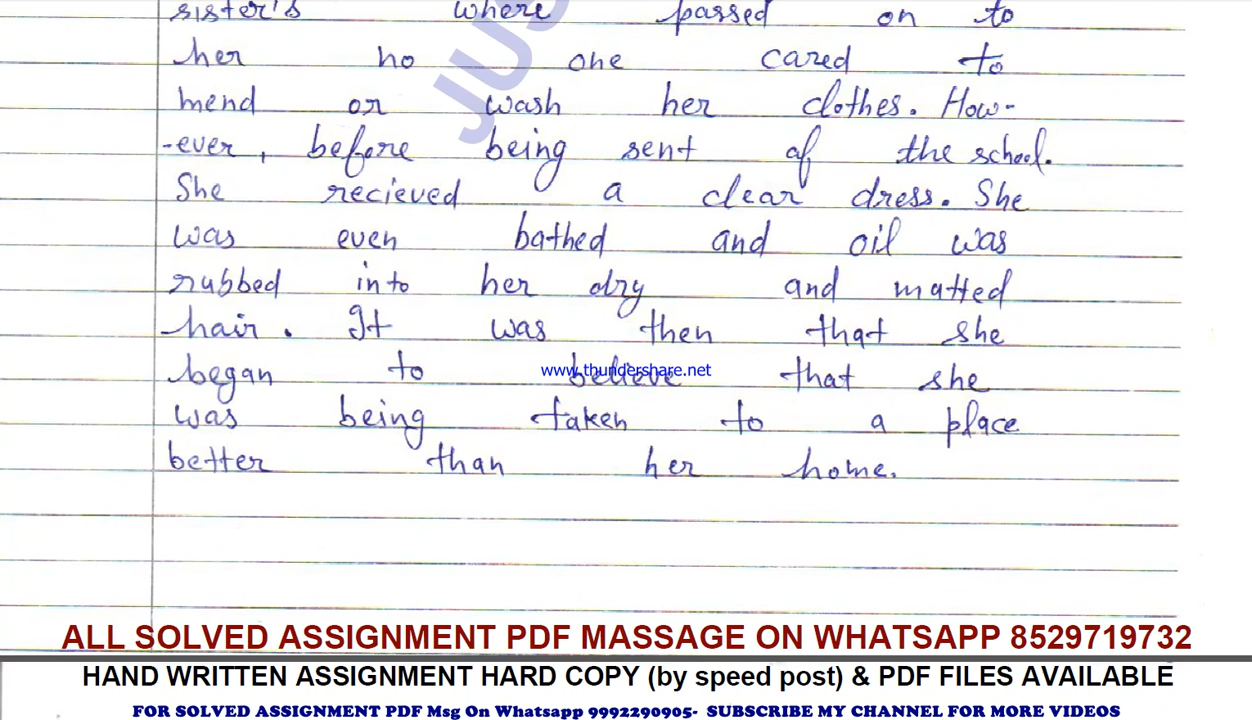 sister's where passed on to
her no one cared to
mend or wash her clothes. How-
-ever, before being sent of the school.
She recieved a clear dress. She
was even bathed and oil was
rubbed into her dry and matted
hair. It was then that she
began to believe that she
www.thundershare.net
was being taken to a place
better than her home.
JUS
ALL SOLVED ASSIGNMENT PDF MASSAGE ON WHATSAPP 8529719732
HAND WRITTEN ASSIGNMENT HARD COPY (by speed post) & PDF FILES AVAILABLE
FOR SOLVED ASSIGNMENT PDF Msg On Whatsapp 9992290905- SUBSCRIBE MY CHANNEL FOR MORE VIDEOS